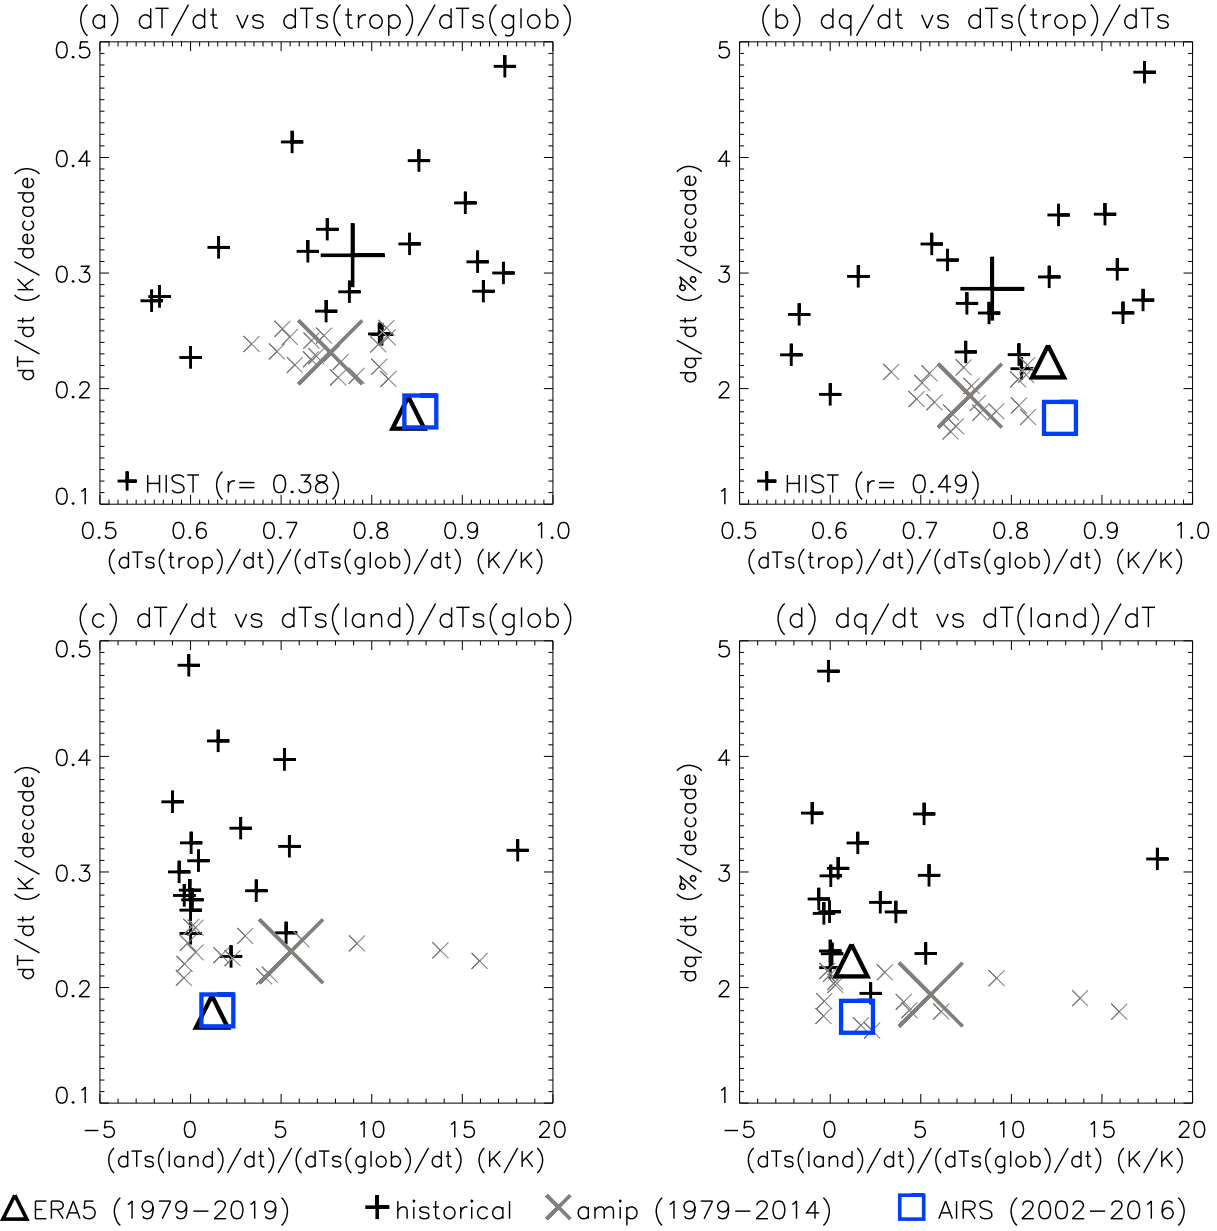 (a) dT/dt vs dTs(trop)/dTs(glob)
0.5
0.4
0.3
0.2
0.1
dT/dt (K/decade)
HIST (r= 0.38)
0.5 0.6 0.7 0.8 0.9 1.0
(dTs(trop)/dt)/(dTs(glob)/dt) (K/K)
(b) dq/dt vs dTs(trop)/dTs
5
4
3
2
1
dq/dt (%/decade)
HIST (r= 0.49)
0.5 0.6 0.7 0.8 0.9 1.0
(dTs(trop)/dt)/(dTs(glob)/dt) (K/K)
(c) dT/dt vs dTs(land)/dTs(glob)
0.5
0.4
0.3
0.2
0.1
dT/dt (K/decade)
−5 0 5 10 15 20
(dTs(land)/dt)/(dTs(glob)/dt) (K/K)
(d) dq/dt vs dT(land)/dT
5
4
3
2
1
dq/dt (%/decade)
−5 0 5 10 15 20
(dTs(land)/dt)/(dTs(glob)/dt) (K/K)
ERA5 (1979−2019) historical amip (1979−2014) AIRS (2002−2016)